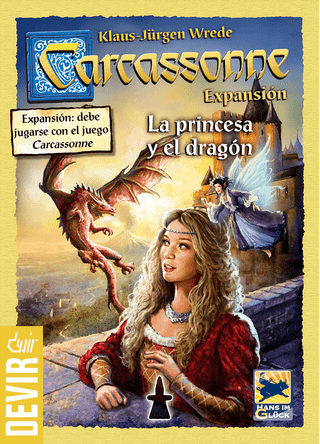 Klaus-Jürgen Wrede
Carcassonne
Expansión
Expansión: debe
jugarse con el juego
Carcassonne
La princesa
y el dragón
DEVIR
HANS IM
GLÜCK